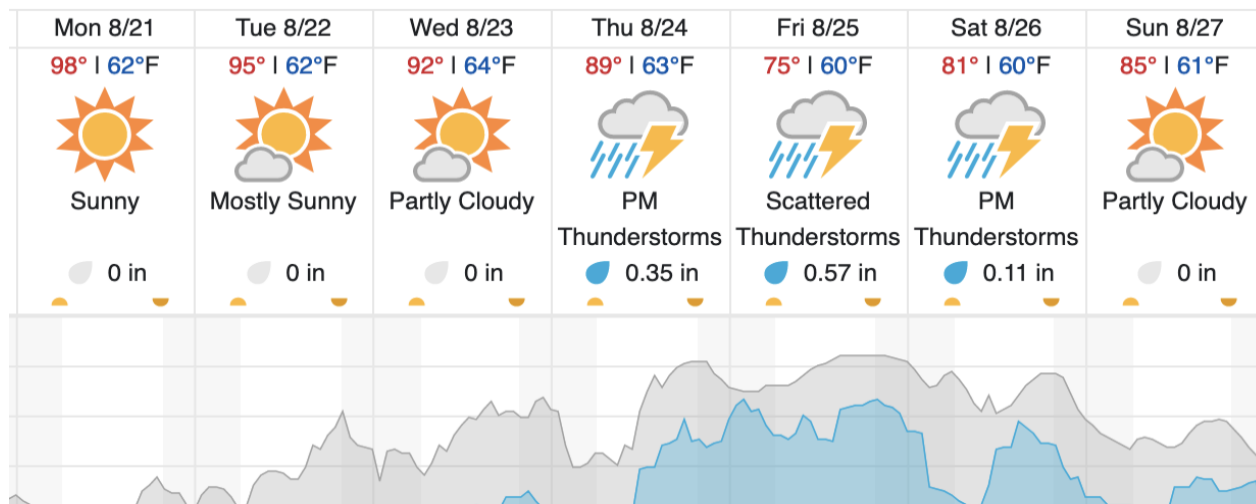 Mon 8/21 Tue 8/22 Wed 8/23 Thu 8/24 Fri 8/25 Sat 8/26 Sun 8/27
98° | 62°F 95° | 62°F 92° | 64°F 89° | 63°F 75° | 60°F 81° | 60°F 85° | 61°F
Sunny Mostly Sunny Partly Cloudy PM Scattered PM Partly Cloudy
Thunderstorms Thunderstorms Thunderstorms
0 in 0 in 0 in 0.35 in 0.57 in 0.11 in 0 in